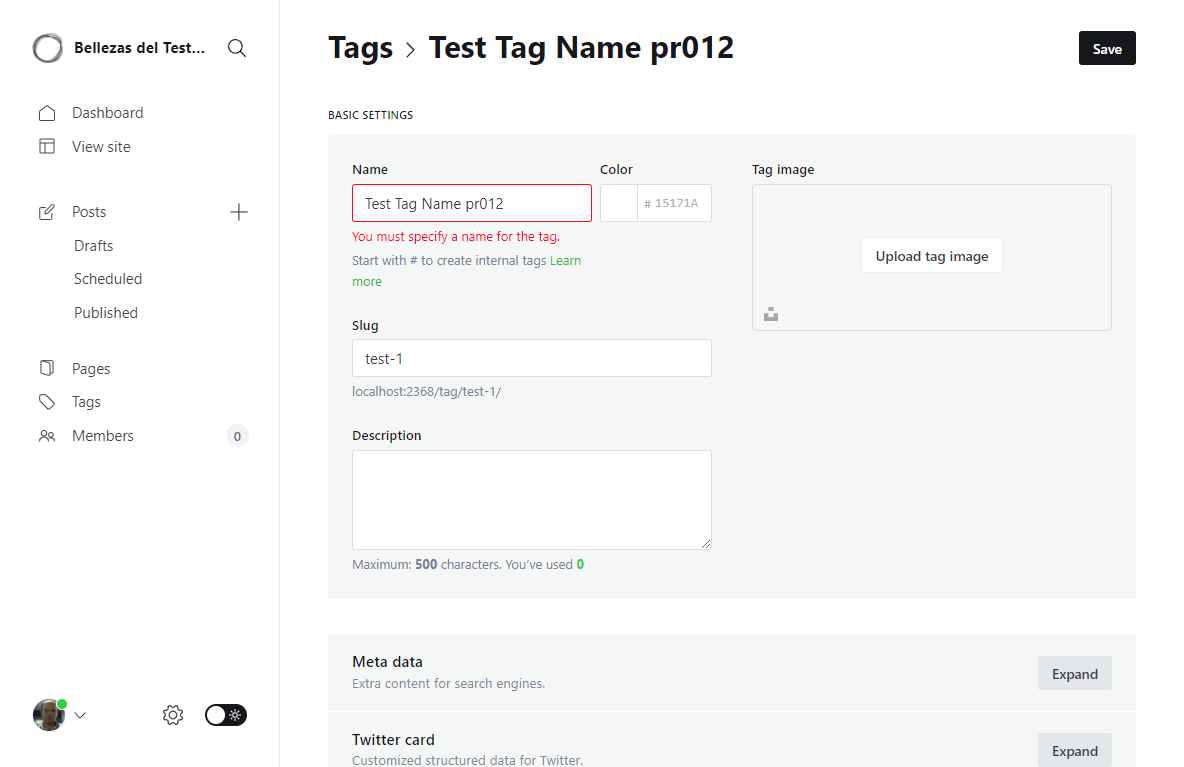 Bellezas del Test...
Dashboard
View site
Posts
Drafts
Scheduled
Published
Pages
Tags
Members
0
Tags > Test Tag Name pr012
Save
BASIC SETTINGS
Name
Test Tag Name pr012
You must specify a name for the tag.
Start with # to create internal tags Learn
more
Color
# 15171A
Slug
test-1
localhost:2368/tag/test-1/
Description
Maximum: 500 characters. You’ve used 0
Tag image
Upload tag image
Meta data
Extra content for search engines.
Expand
Twitter card
Customized structured data for Twitter.
Expand